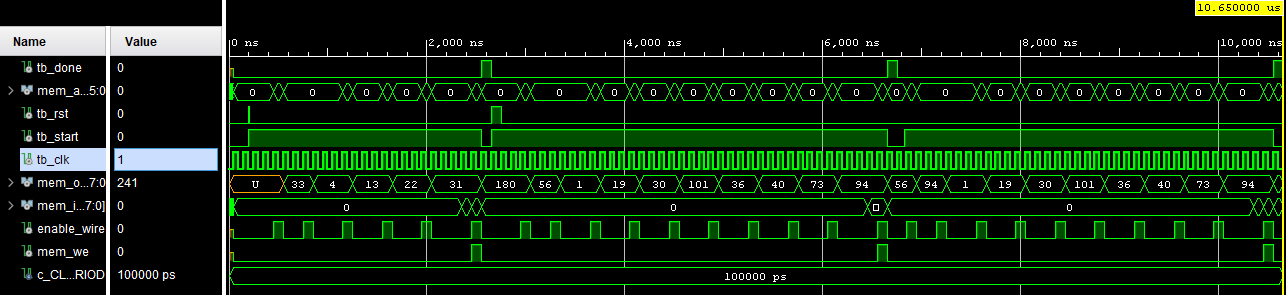 10.650000 us
Name Value
0 ns 2,000 ns 4,000 ns 6,000 ns 8,000 ns 10,000 ns
tb_done 0
mem_a...5:0 0 0 0 0 0 0 0 0 0 0 0 0 0 0 0 0 0 0 0 0 0 0 0 0
tb_rst 0
tb_start 0
tb_clk 1
mem_o...7:0 241 U 33 4 13 22 31 180 56 1 19 30 101 36 40 73 94 56 94 1 19 30 101 36 40 73 94
mem_i...7:0] 0 0 0 0
enable_wire 0
mem_we 0
c_CL...RIOD 100000 ps 100000 ps